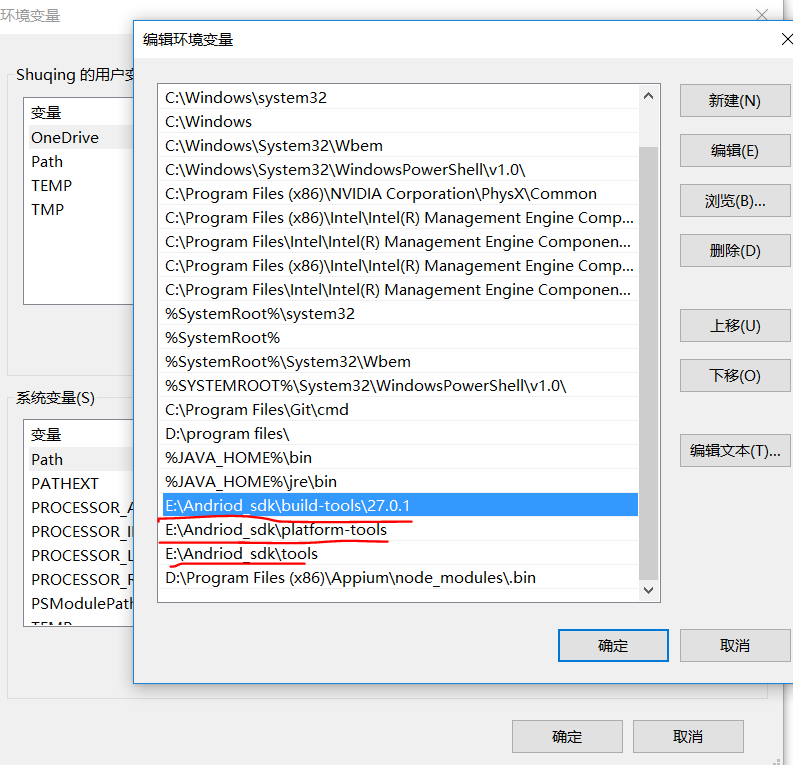 环境变量
编辑环境变量
Shuqing 的用户变
变量
OneDrive
Path
TEMP
TMP
系统变量(S)
变量
Path
PATHEXT
PROCESSOR_A
PROCESSOR_I
PROCESSOR_L
PROCESSOR_R
PSModulePath
TEMP
C:\Windows\system32
C:\Windows
C:\Windows\System32\Wbem
C:\Windows\System32\WindowsPowerShell\v1.0\
C:\Program Files (x86)\NVIDIA Corporation\PhysX\Common
C:\Program Files (x86)\Intel\Intel(R) Management Engine Comp...
C:\Program Files\Intel\Intel(R) Management Engine Componen...
C:\Program Files (x86)\Intel\Intel(R) Management Engine Comp...
C:\Program Files\Intel\Intel(R) Management Engine Componen...
%SystemRoot%\system32
%SystemRoot%
%SystemRoot%\System32\Wbem
%SYSTEMROOT%\System32\WindowsPowerShell\v1.0\
C:\Program Files\Git\cmd
D:\program files\
%JAVA_HOME%\bin
%JAVA_HOME%\jre\bin
E:\Andriod_sdk\build-tools\27.0.1
E:\Andriod_sdk\platform-tools
E:\Andriod_sdk\tools
D:\Program Files (x86)\Appium\node_modules\.bin
新建(N)
编辑(E)
浏览(B)...
删除(D)
上移(U)
下移(O)
编辑文本(T)...
确定
取消
确定
取消